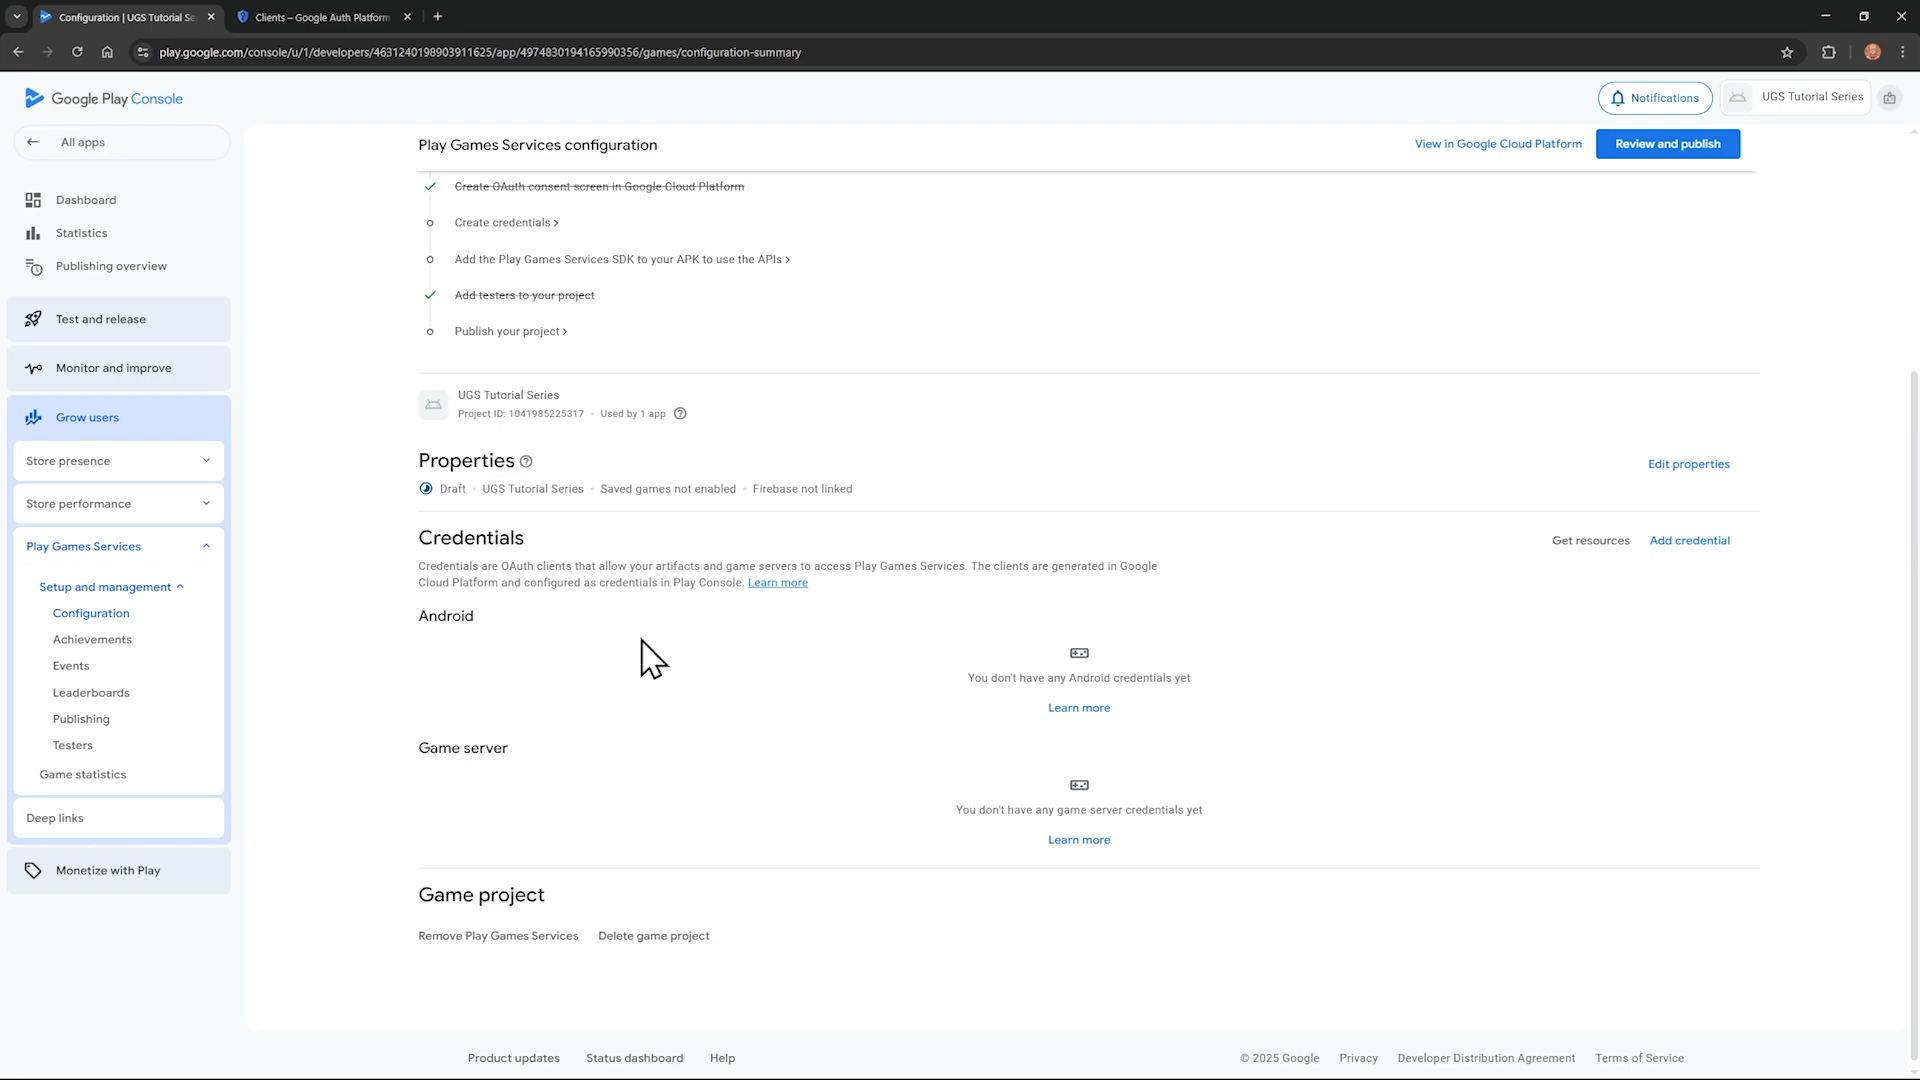 Configuration | UGS Tutorial Se
Clients – Google Auth Platform
play.google.com/console/u/1/developers/4631240198903911625/app/4974830194165990356/games/configuration-summary
Google Play Console
Notifications
UGS Tutorial Series
All apps
Dashboard
Statistics
Publishing overview
Test and release
Monitor and improve
Grow users
Store presence
Store performance
Play Games Services
Setup and management
Configuration
Achievements
Events
Leaderboards
Publishing
Testers
Game statistics
Deep links
Monetize with Play
Play Games Services configuration
View in Google Cloud Platform
Review and publish
Create OAuth consent screen in Google Cloud Platform
Create credentials
Add the Play Games Services SDK to your APK to use the APIs
Add testers to your project
Publish your project
UGS Tutorial Series
Project ID: 1041985225317 • Used by 1 app
Properties
Edit properties
Draft • UGS Tutorial Series • Saved games not enabled • Firebase not linked
Credentials
Get resources
Add credential
Credentials are OAuth clients that allow your artifacts and game servers to access Play Games Services. The clients are generated in Google
Cloud Platform and configured as credentials in Play Console. Learn more
Android
You don't have any Android credentials yet
Learn more
Game server
You don't have any game server credentials yet
Learn more
Game project
Remove Play Games Services
Delete game project
Product updates
Status dashboard
Help
© 2025 Google
Privacy
Developer Distribution Agreement
Terms of Service